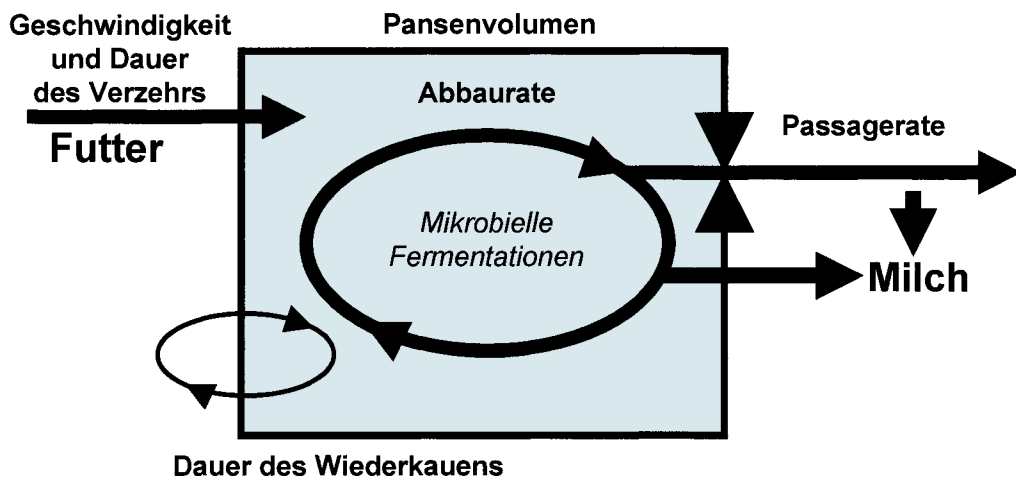 Geschwindigkeit
und Dauer
des Verzehrs
Futter
Pansenvolumen
Abbaurate
Mikrobielle
Fermentationen
Passagerate
Milch
Dauer des Wiederkauens